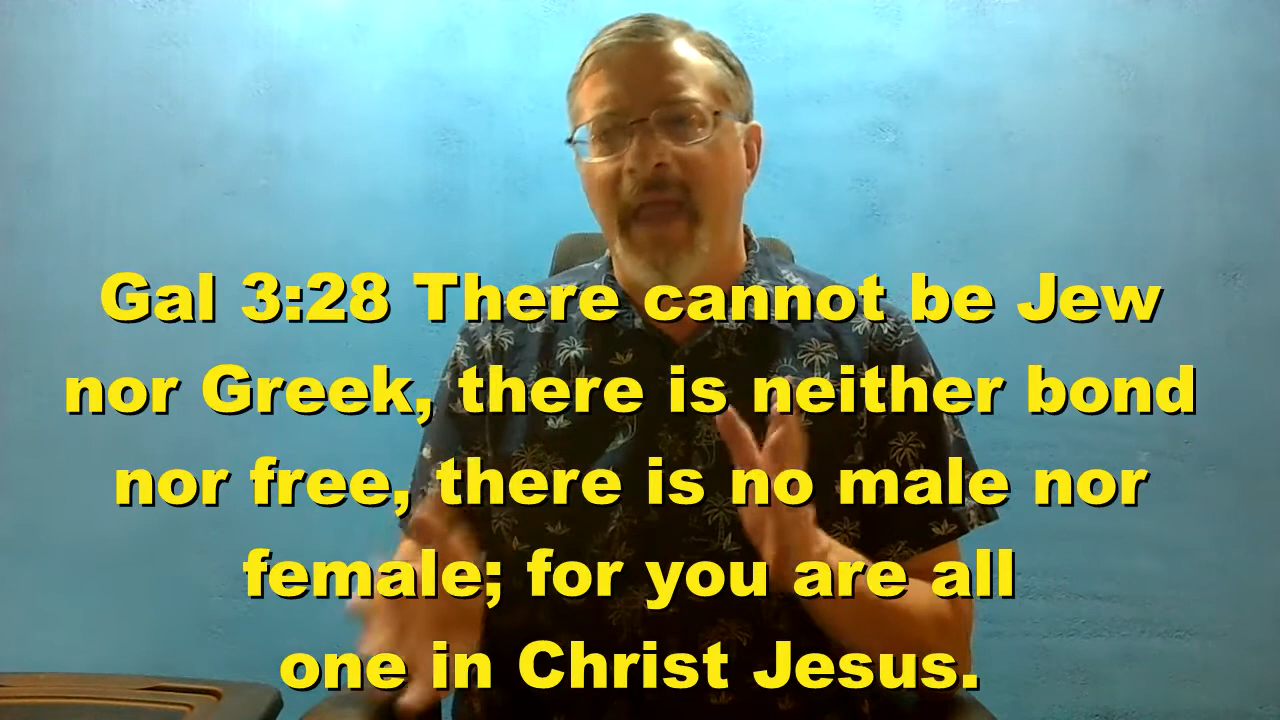 Gal 3:28 There cannot be Jew
nor Greek, there is neither bond
nor free, there is no male nor
female; for you are all
one in Christ Jesus.